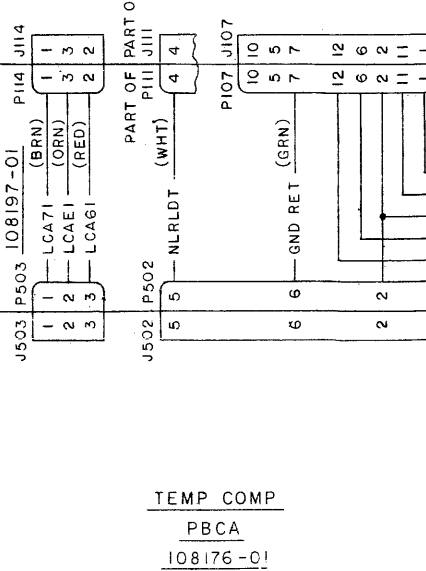 J114
1 3 2
P114
1 3 2
PART O
J111
4
PART OF
P111
4
J107
10 5 7 12 6 2 11 1
P107
10 5 7 12 6 2 11 1
(BRN)
(ORN)
(RED)
(WHT)
(GRN)
108197-01
LCA71
LCAE1
LCA61
NLRLDT
GND RET
P503
1 2 3
J503
1 2 3
P502
5 6 2
J502
5 6 2
TEMP COMP
PBCA
108176-01